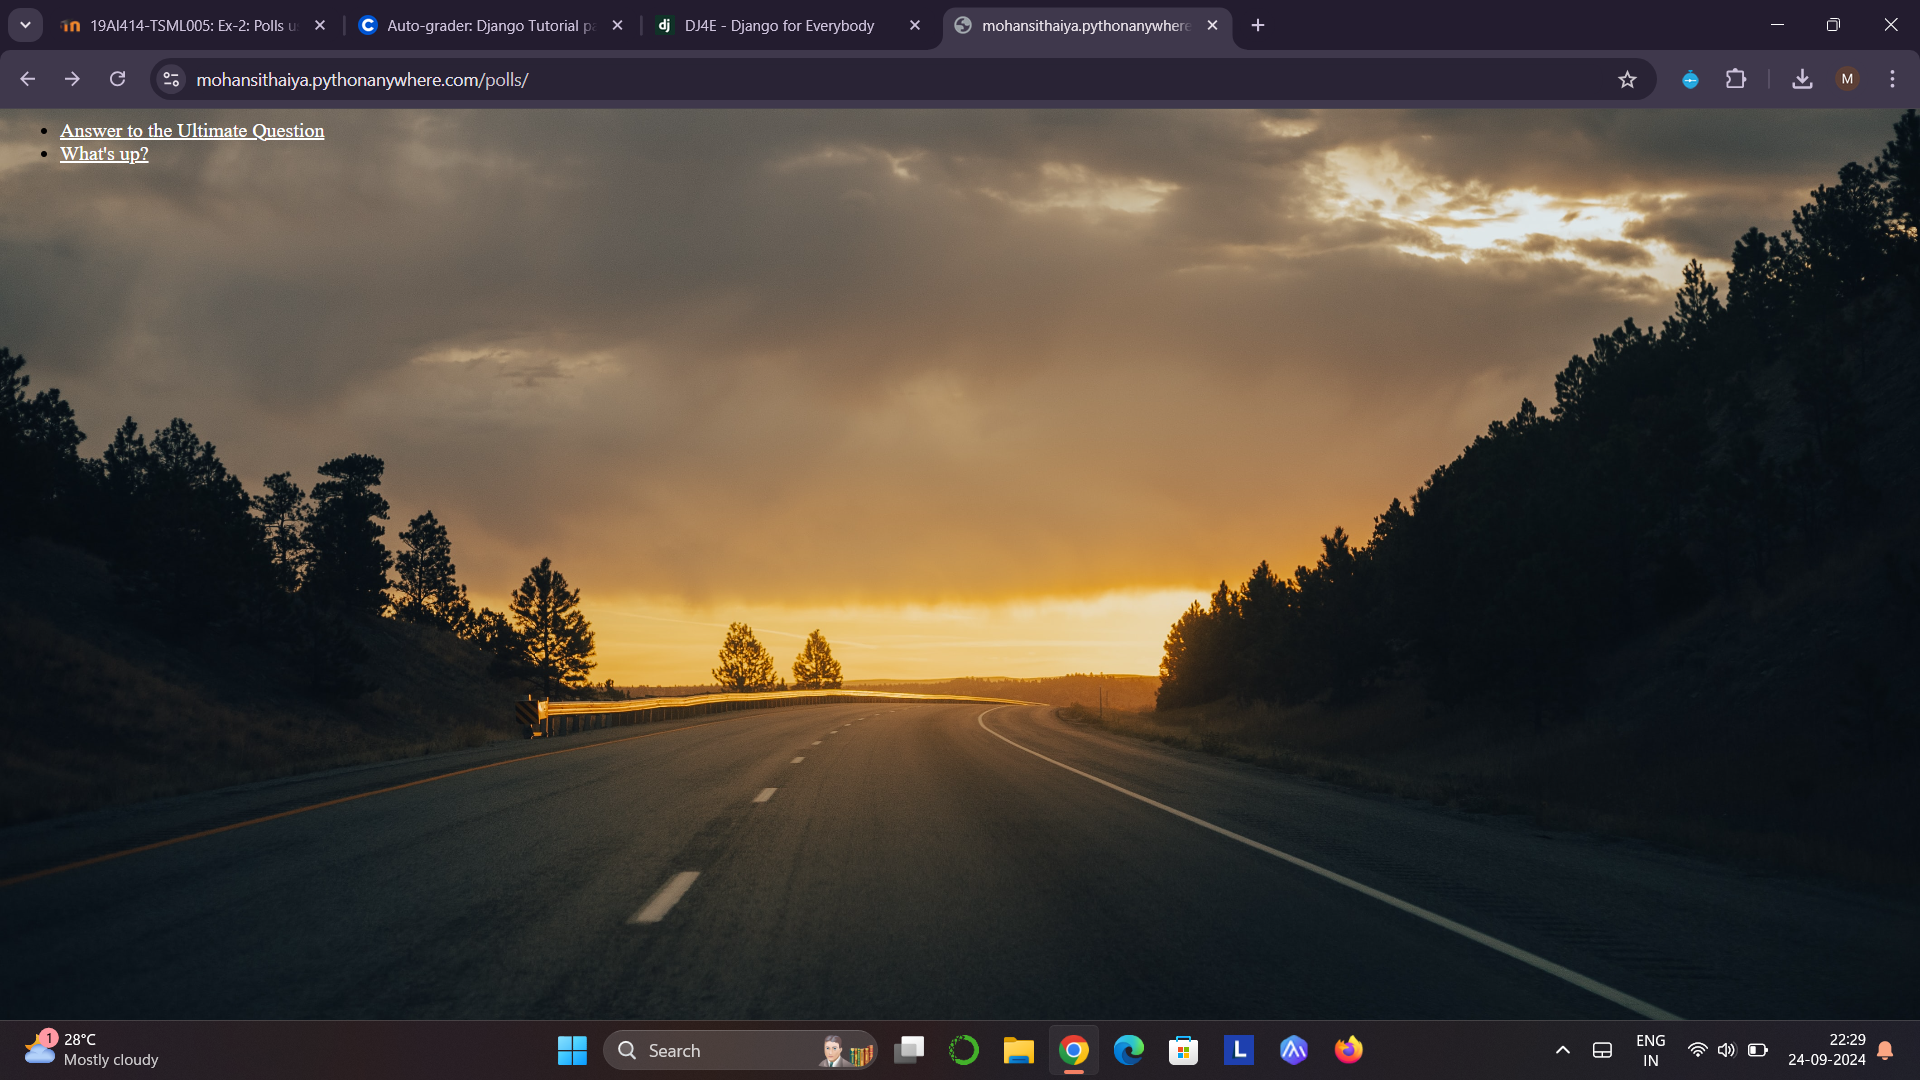 19AI414-TSML005: Ex-2: Polls u
Auto-grader: Django Tutorial pa
dj
DJ4E - Django for Everybody
mohansithaiya.pythonanywhere
mohansithaiya.pythonanywhere.com/polls/
M
Answer to the Ultimate Question
What's up?
1
28°C
Mostly cloudy
Search
L
ENG
IN
22:29
24-09-2024